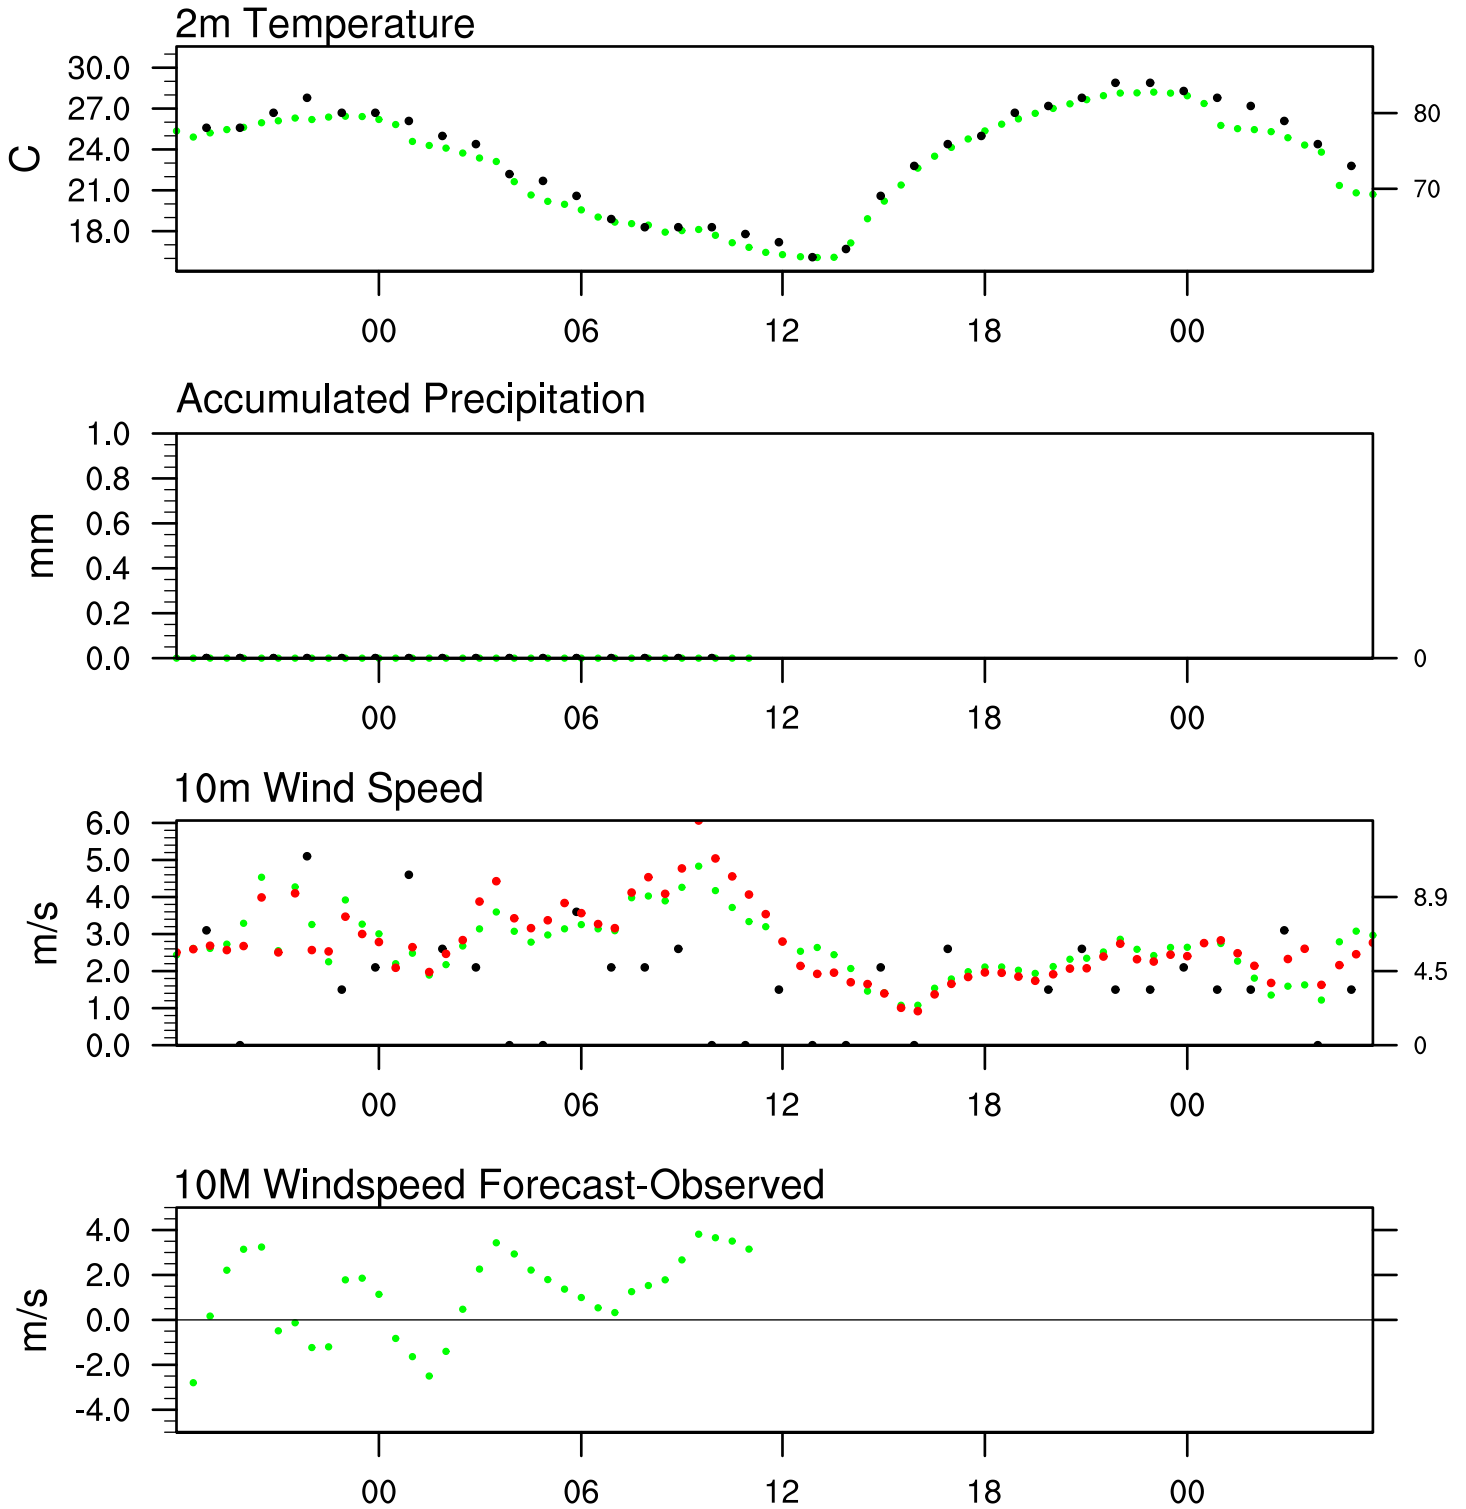 2m Temperature
30.0
27.0
24.0
21.0
18.0
C
80
70
00 06 12 18 00
Accumulated Precipitation
1.0
0.8
0.6
0.4
0.2
0.0
mm
0
00 06 12 18 00
10m Wind Speed
6.0
5.0
4.0
3.0
2.0
1.0
0.0
m/s
8.9
4.5
0
00 06 12 18 00
10M Windspeed Forecast-Observed
4.0
2.0
0.0
-2.0
-4.0
m/s
00 06 12 18 00